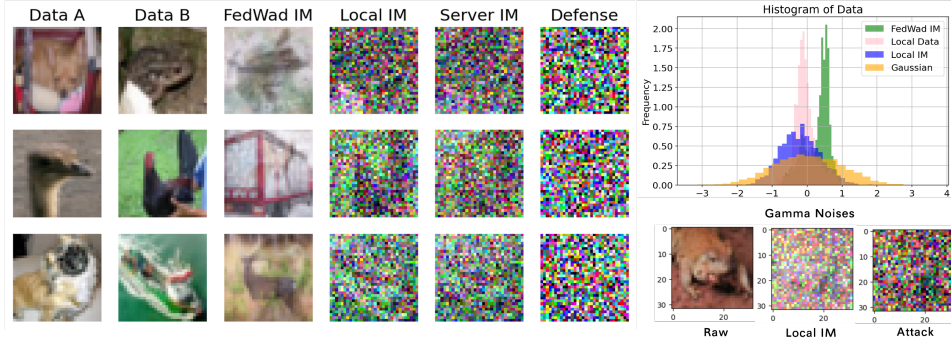 Data A Data B FedWad IM Local IM Server IM Defense
Histogram of Data
FedWad IM
Local Data
Local IM
Gaussian
Frequency
2.00
1.75
1.50
1.25
1.00
0.75
0.50
0.25
0.00
−3 −2 −1 0 1 2 3 4
Gamma Noises
0
10
20
30
0 20
Raw
0
10
20
30
0 20
Local IM
0
10
20
30
0 20
Attack